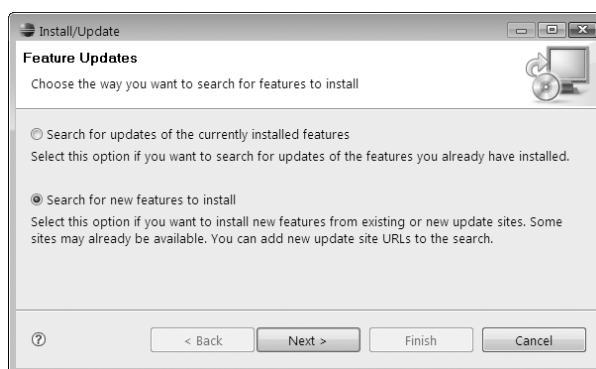 Install/Update
Feature Updates
Choose the way you want to search for features to install
Search for updates of the currently installed features
Select this option if you want to search for updates of the features you already have installed.
Search for new features to install
Select this option if you want to install new features from existing or new update sites. Some
sites may already be available. You can add new update site URLs to the search.
? < Back Next > Finish Cancel